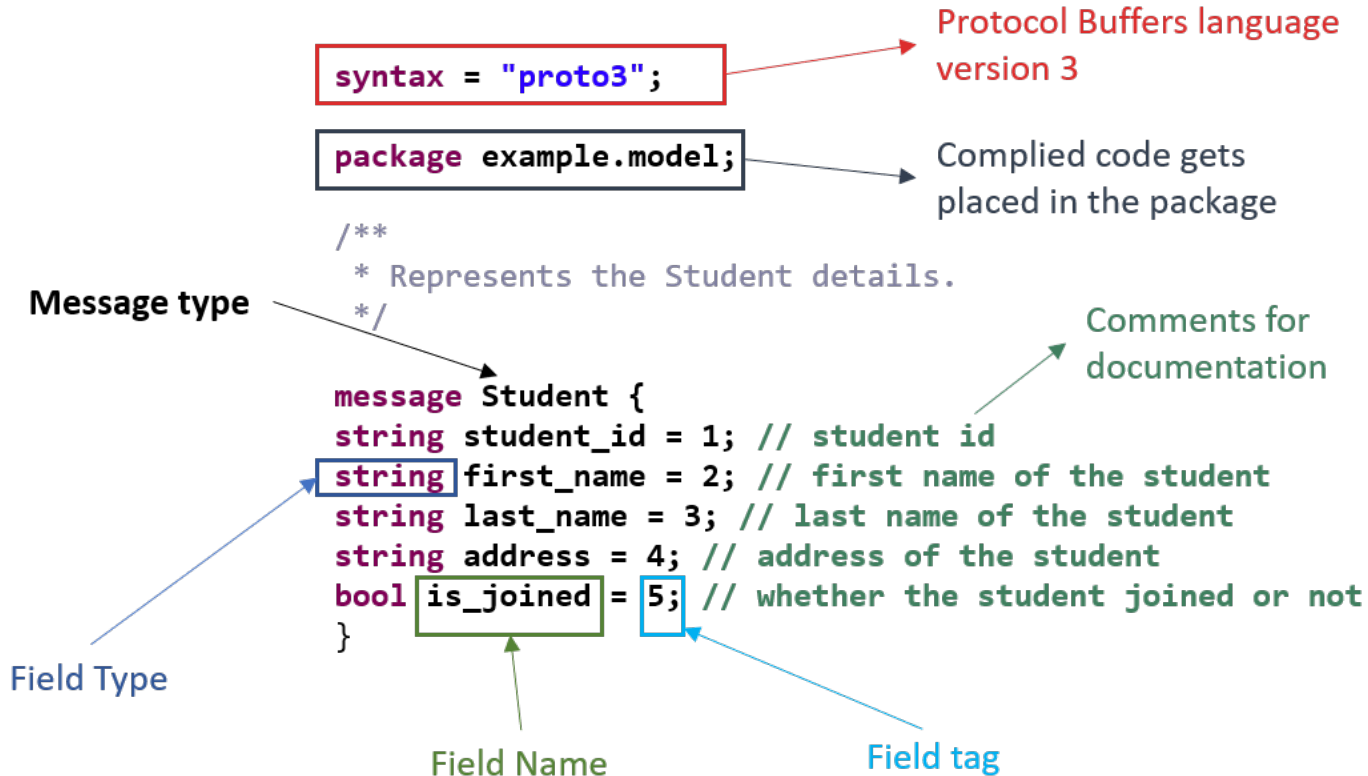 Protocol Buffers language
version 3
syntax = "proto3";
package example.model;
Complied code gets
placed in the package
/**
* Represents the Student details.
*/
Message type
Comments for
documentation
message Student {
string student_id = 1; // student id
string first_name = 2; // first name of the student
string last_name = 3; // last name of the student
string address = 4; // address of the student
bool is_joined = 5; // whether the student joined or not
}
Field Type
Field Name
Field tag